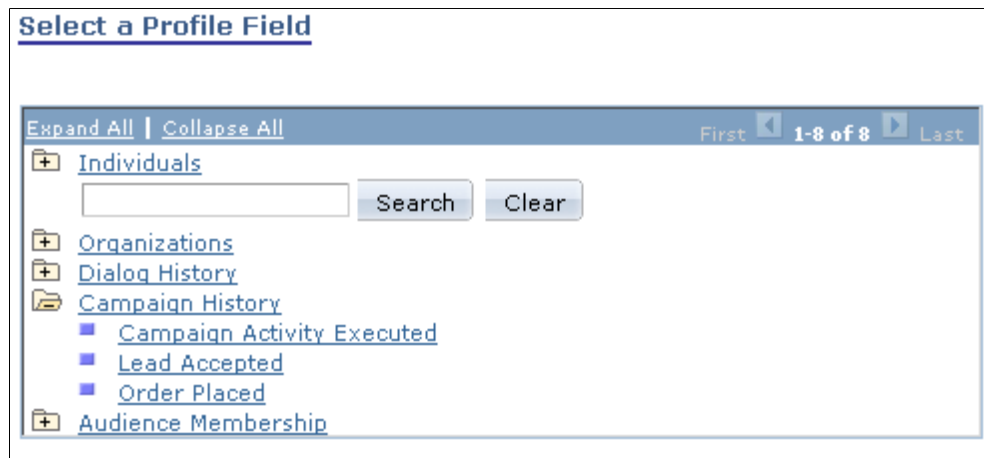 Select a Profile Field
Expand All | Collapse All First 1-8 of 8 Last
Individuals
Search Clear
Organizations
Dialog History
Campaign History
Campaign Activity Executed
Lead Accepted
Order Placed
Audience Membership